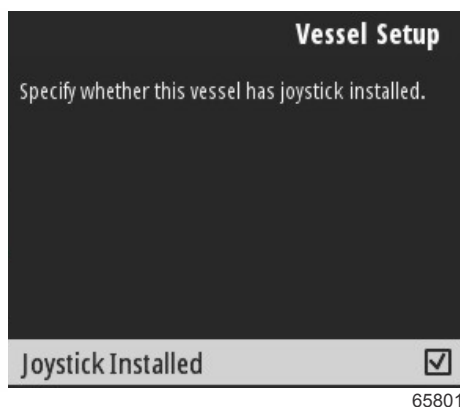 Vessel Setup
Specify whether this vessel has joystick installed.
Joystick Installed
65801